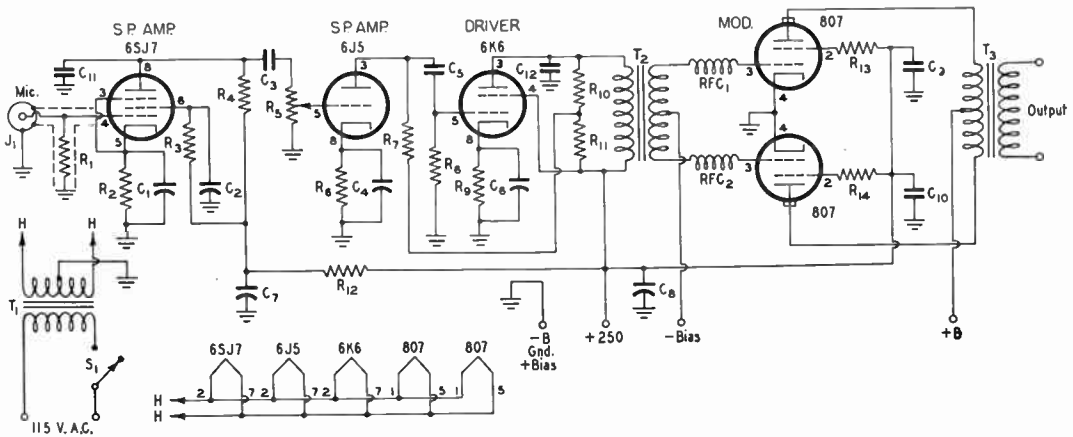 S.P. AMP. S.P. AMP. DRIVER MOD. 807
6SJ7 6J5 6K6
C11 8 C3 3 C5 3 C12 T2 2 R13 C9 T3
Mic. 3 6 R4 R5 5 4 R10 RFC1 3 4
J1 4 5 R3 R7 5 R11 Output
R1 8 R8 8 4
R2 C1 C2 R6 C4 R9 C6 RFC2 3 2 R14 C10
807
H H
T1 C7 R12 C8
S1 -B +250 -Bias +B
Gnd.
+Bias
6SJ7 6J5 6K6 807 807
H 2 7 2 7 2 7 1 5 1 5
H
115 V. A.C.